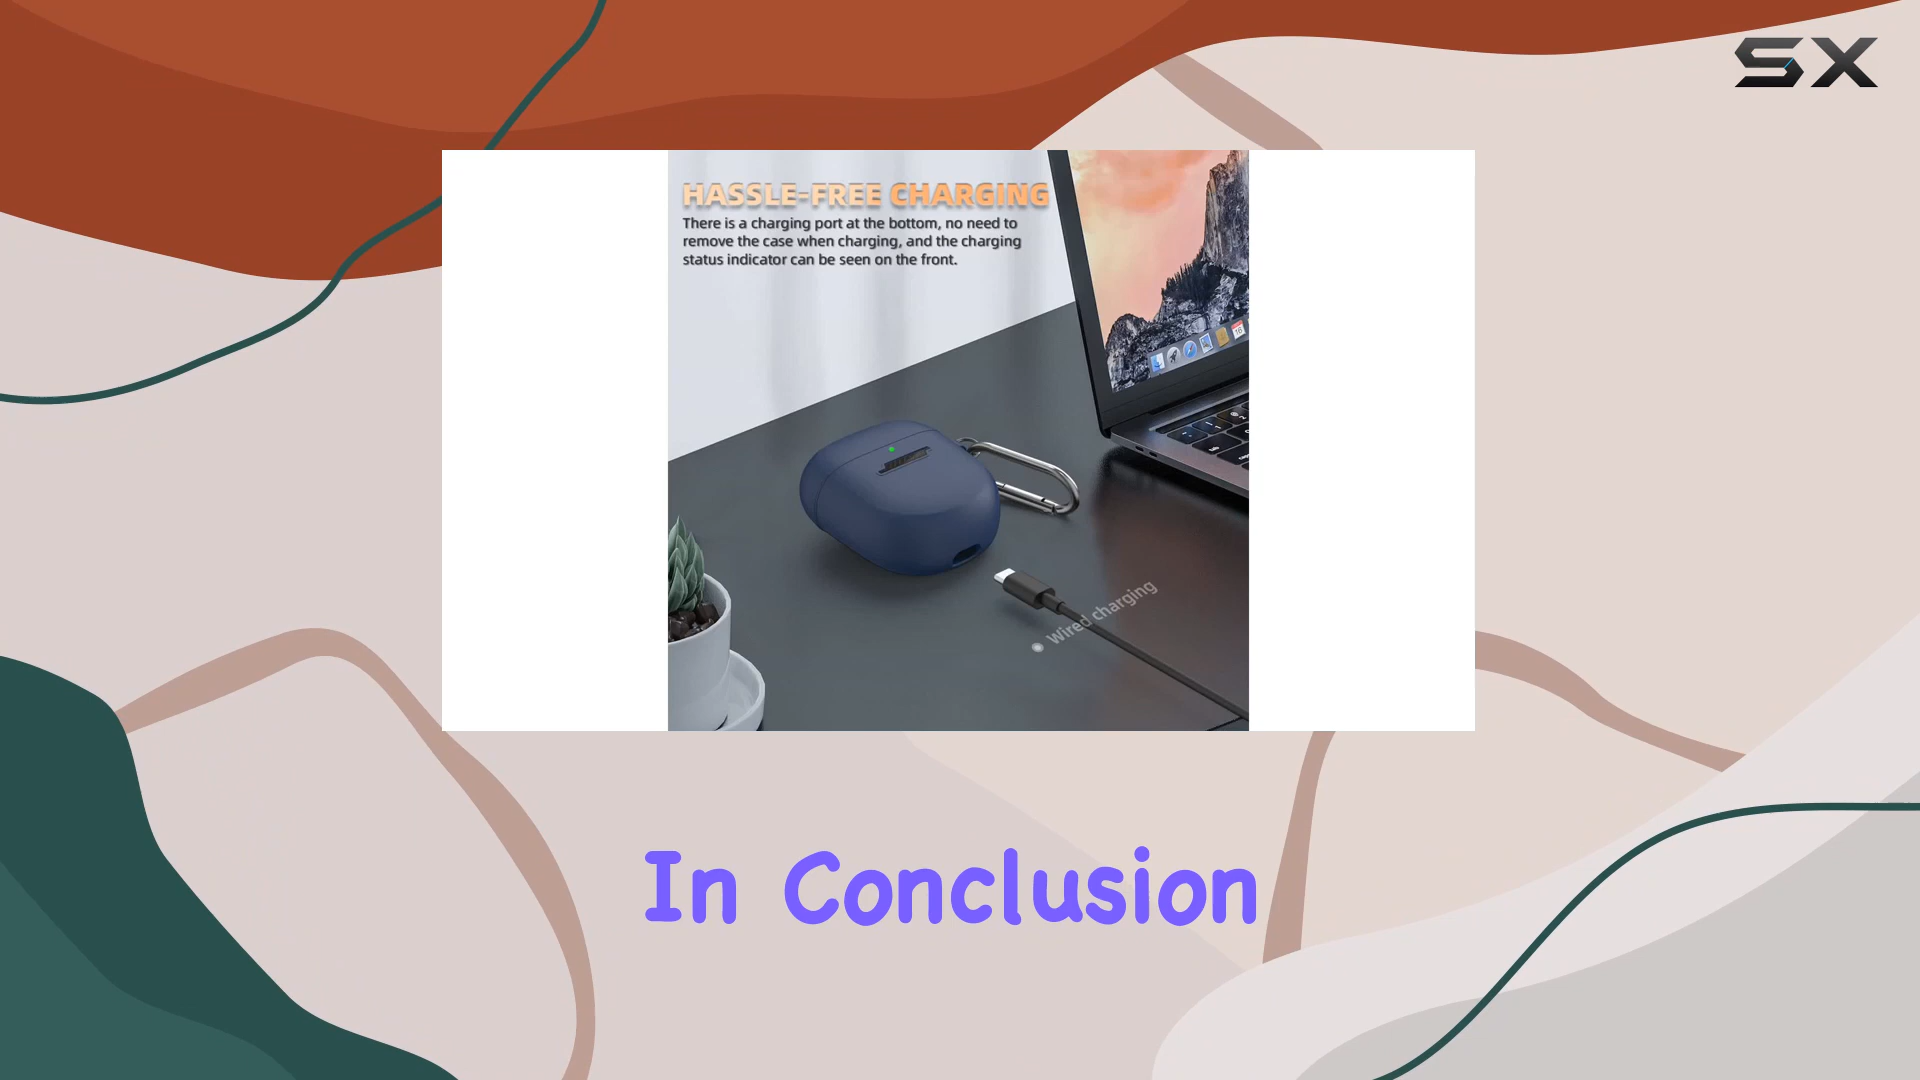 SX
HASSLE-FREE CHARGING
There is a charging port at the bottom, no need to
remove the case when charging, and the charging
status indicator can be seen on the front.
Wired charging
In Conclusion